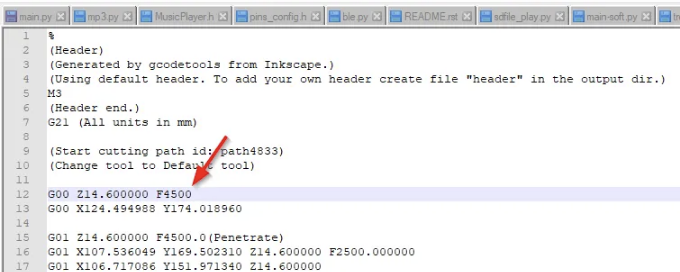 main.py mp3.py MusicPlayer.h pins_config.h ble.py README.rst sdfile_play.py main-soft.py
1 %
2 (Header)
3 (Generated by gcodetools from Inkscape.)
4 (Using default header. To add your own header create file "header" in the output dir.)
5 M3
6 (Header end.)
7 G21 (All units in mm)
8
9 (Start cutting path id: path4833)
10 (Change tool to Default tool)
11
12 G00 Z14.600000 F4500
13 G00 X124.494988 Y174.018960
14
15 G01 Z14.600000 F4500.0(Penetrate)
16 G01 X107.536049 Y169.502310 Z14.600000 F2500.000000
17 G01 X106.717086 Y151.971340 Z14.600000